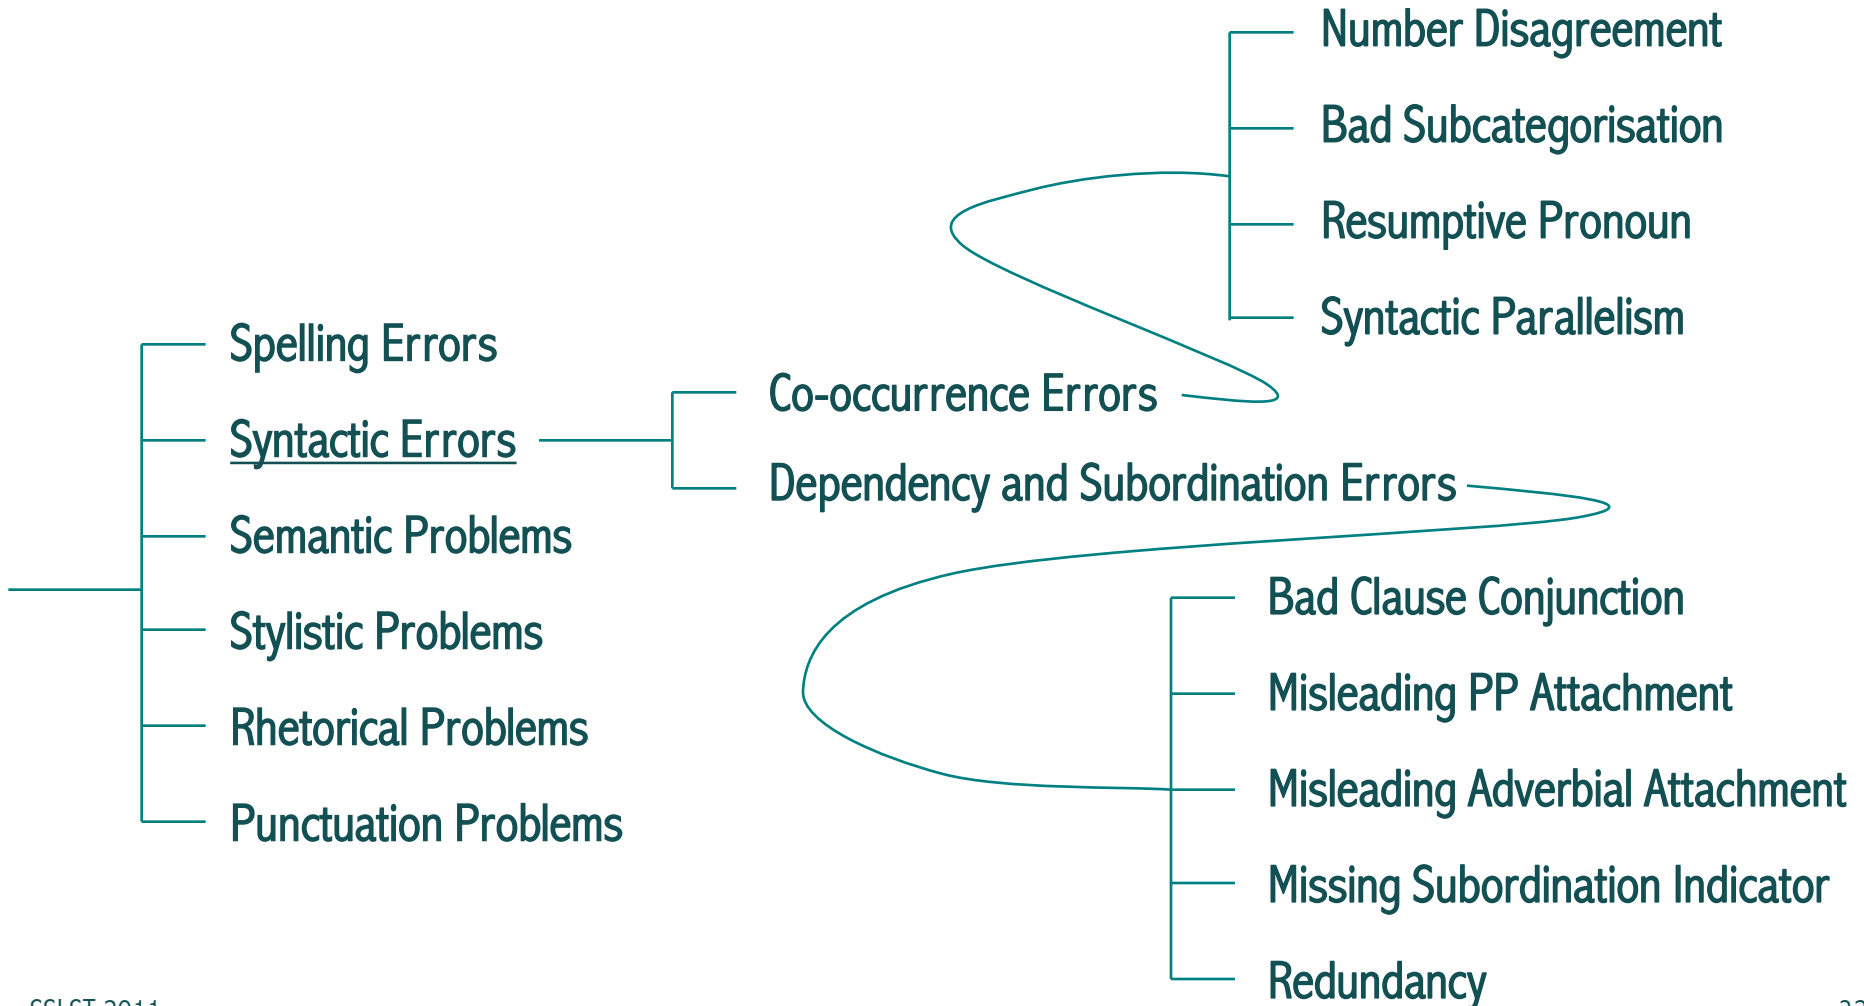 Number Disagreement
Bad Subcategorisation
Resumptive Pronoun
Syntactic Parallelism
Spelling Errors
Syntactic Errors
Semantic Problems
Stylistic Problems
Rhetorical Problems
Punctuation Problems
Co-occurrence Errors
Dependency and Subordination Errors
Bad Clause Conjunction
Misleading PP Attachment
Misleading Adverbial Attachment
Missing Subordination Indicator
Redundancy
SSLST 2011